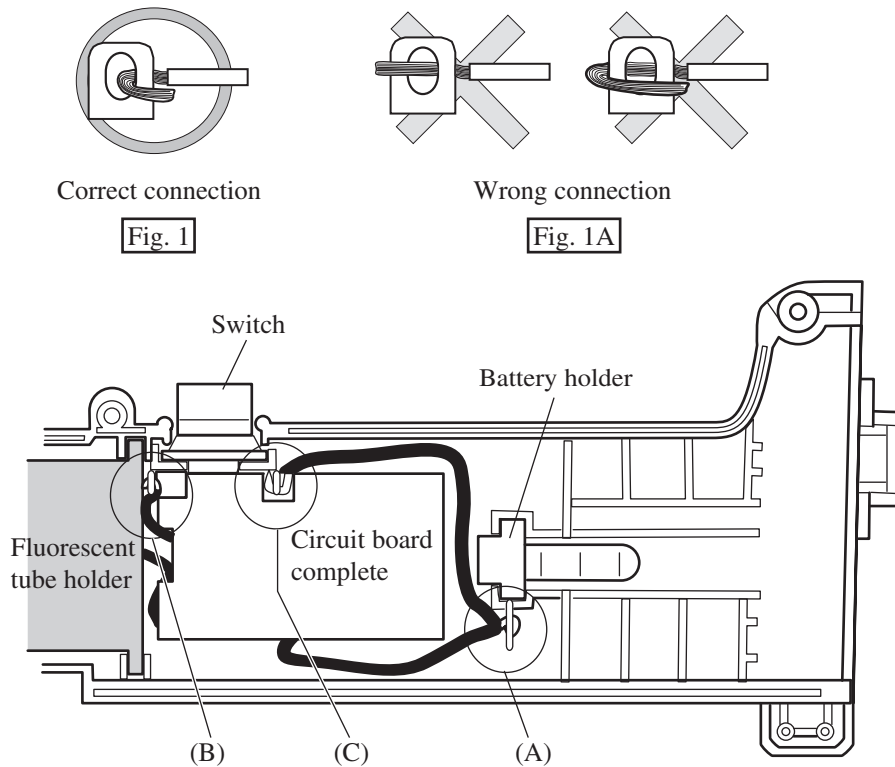 Correct connection
Wrong connection
Fig. 1
Fig. 1A
Switch
Battery holder
Fluorescent
tube holder
Circuit board
complete
(B)
(C)
(A)